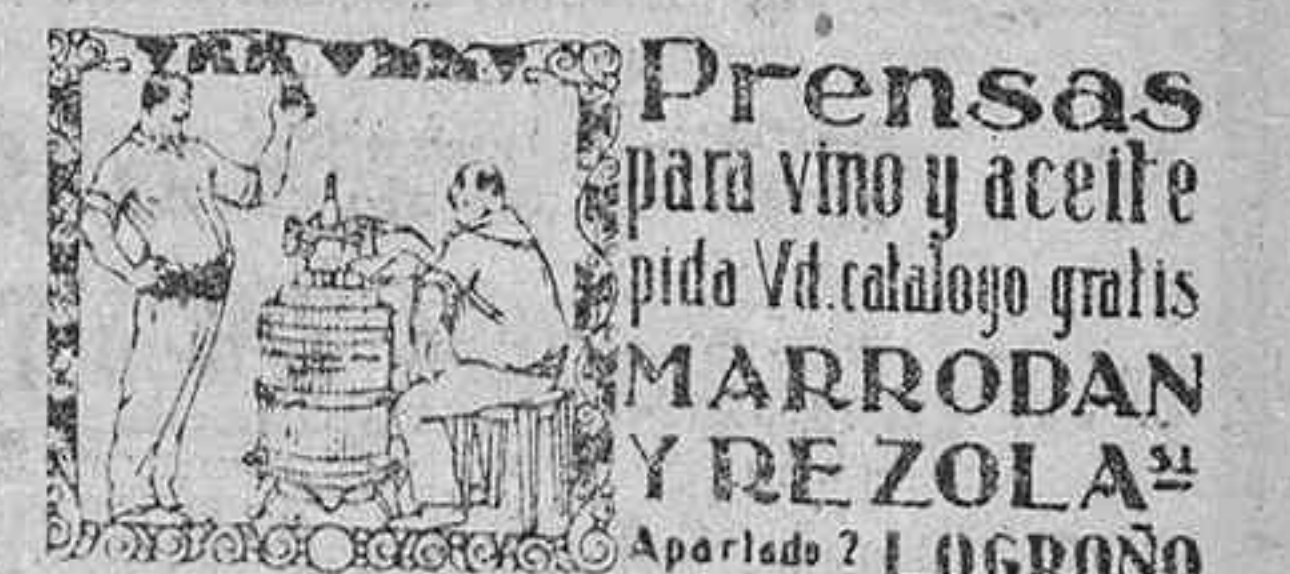 Prensas
para vino y aceite
pida Vd. catalogo gratis
MARRODAN
Y REZOLA S.L.
Apartado 2 LOGROÑO